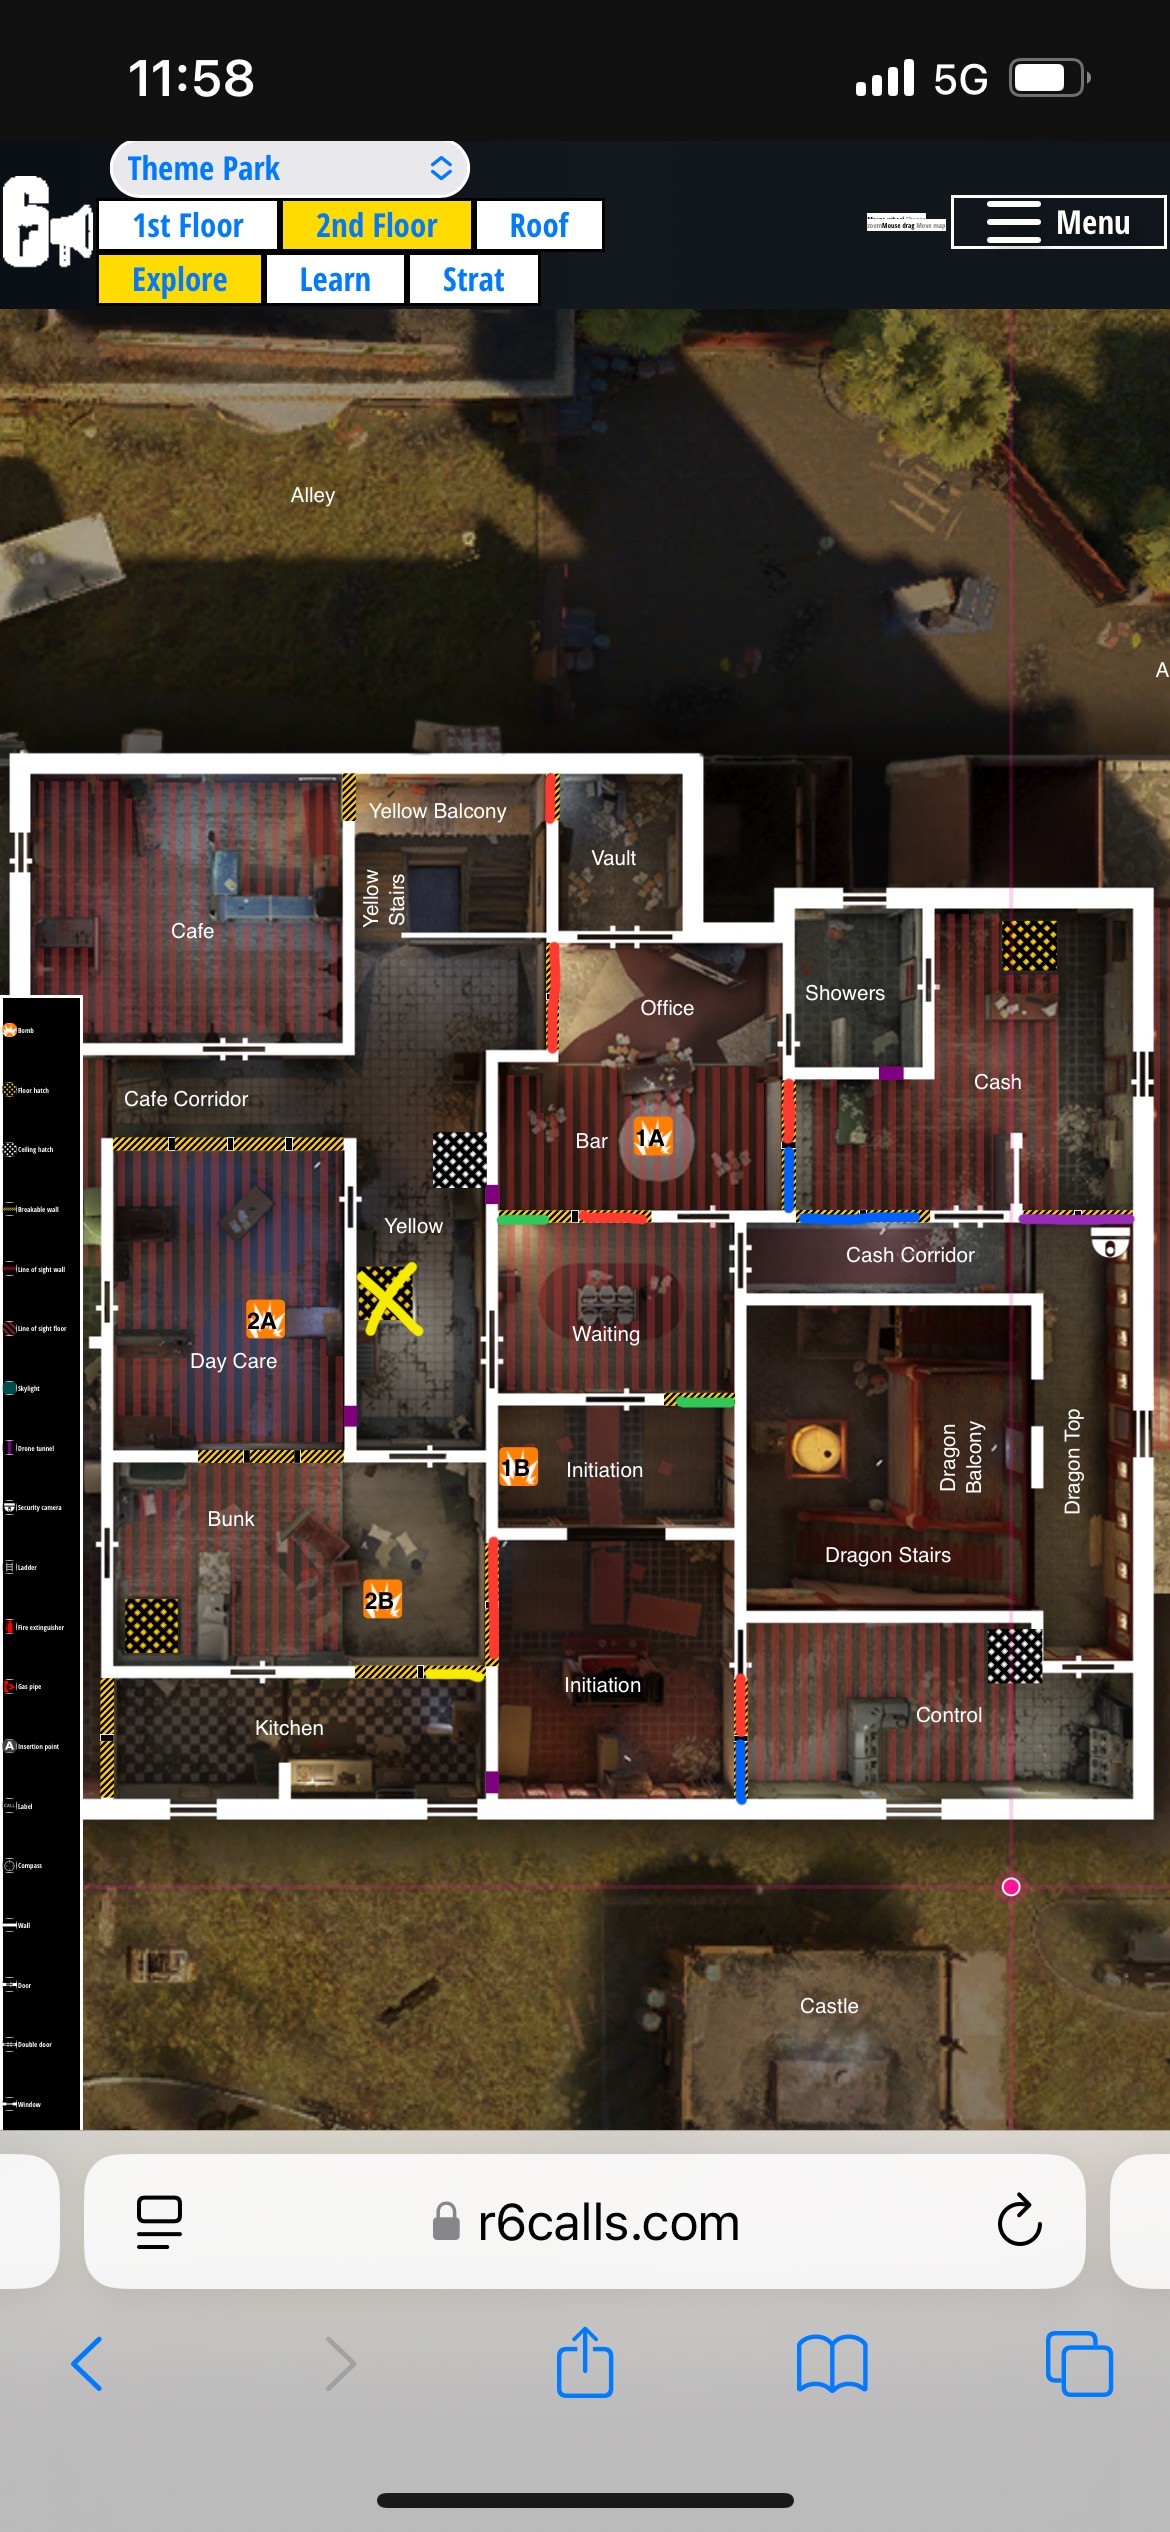 11:58
5G
Theme Park
1st Floor
2nd Floor
Roof
Menu
Explore
Learn
Strat
6
Alley
A
Yellow Balcony
Vault
Yellow
Stairs
Cafe
Showers
Office
Cash
Cafe Corridor
Bar
1A
Yellow
Cash Corridor
2A
Waiting
Day Care
Dragon
Balcony
Dragon Top
1B
Initiation
Bunk
Dragon Stairs
2B
Initiation
Control
Kitchen
Castle
Bomb
Floor hatch
Ceiling hatch
Breakable wall
Line of sight wall
Line of sight floor
Skylight
Drone tunnel
Security camera
Ladder
Fire extinguisher
Gas pipe
A
Insertion point
Label
Compass
Wall
Door
Double door
Window
r6calls.com